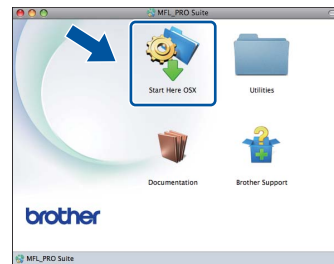 MFL_PRO Suite
Start Here OSX
Utilities
Documentation
Brother Support
brother
MFL_PRO Suite